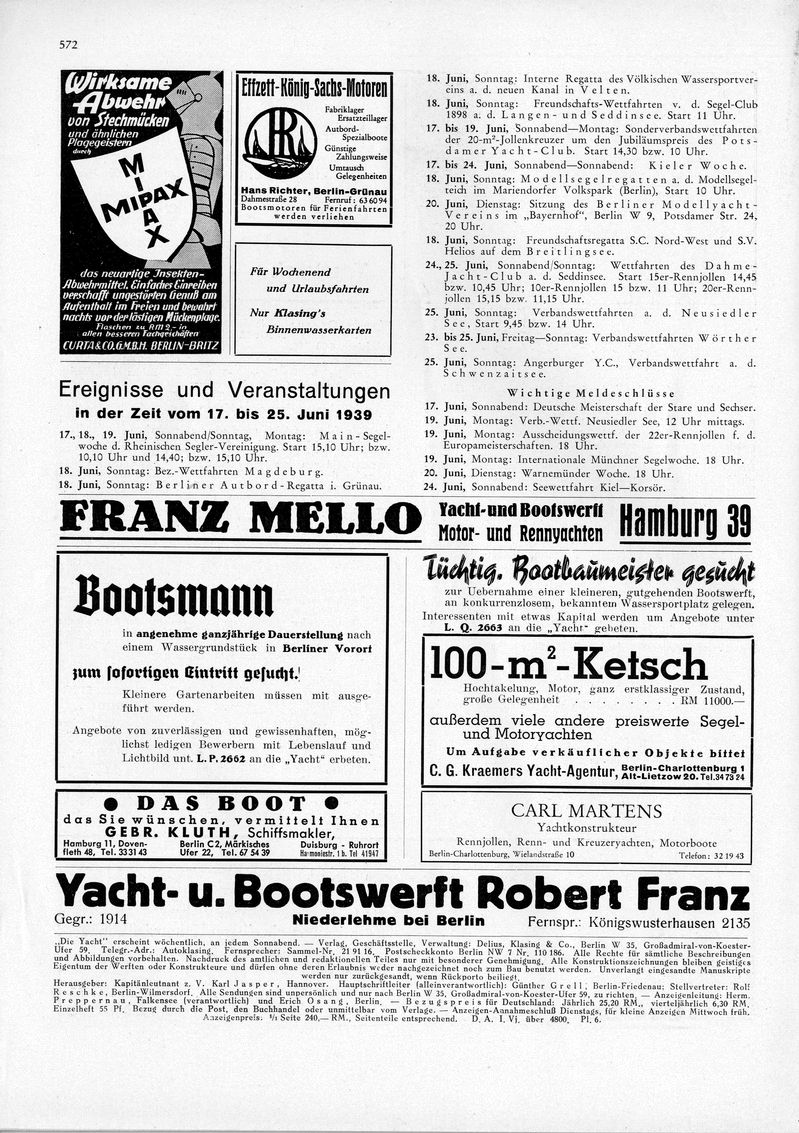 572
Wirksame
Abwehr
von Stechmücken
und ähnlichen
Plagegeistern
durch
MIPAX
MIPAX
das neuartige Insekten-
Abwehrmittel. Einfaches Einreiben
verschafft ungestörten Genuß am
Aufenthalt im Freien und bewahrt
nachts vor der lästigen Mückenplage.
Flaschen zu RM 2,- in
allen besseren Fachgeschäften
CURTA & CO. G.M.B.H. BERLIN-BRITZ
Effzett-König-Sachs-Motoren
HR
Fabriklager
Ersatzteillager
Autobord-
Spezialboote
Günstige
Zahlungsweise
Umtausch
Gelegenheiten
Hans Richter, Berlin-Grünau
Dahmestraße 28 Fernruf: 63 60 94
Bootsmotoren für Ferienfahrten
werden verliehen
Für Wochenend
und Urlaubsfahrten
Nur Klasing's
Binnenwasserkarten
Ereignisse und Veranstaltungen
in der Zeit vom 17. bis 25. Juni 1939
17., 18., 19. Juni, Sonnabend/Sonntag, Montag: Main-Segel-
woche d. Rheinischen Segler-Vereinigung. Start 15,10 Uhr; bzw.
10,10 Uhr und 14,40; bzw. 15,10 Uhr.
18. Juni, Sonntag: Bez.-Wettfahrten Magdeburg.
18. Juni, Sonntag: Berliner Autbord-Regatta i. Grünau.
18. Juni, Sonntag: Interne Regatta des Völkischen Wassersportver-
eins a. d. neuen Kanal in Velten.
18. Juni, Sonntag: Freundschafts-Wettfahrten v. d. Segel-Club
1898 a. d. Langen- und Seddinsee. Start 11 Uhr.
17. bis 19. Juni, Sonnabend—Montag: Sonderverbandswettfahrten
der 20-m²-Jollenkreuzer um den Jubiläumspreis des Pots-
damer Yacht-Club. Start 14,30 bzw. 10 Uhr.
17. bis 24. Juni, Sonnabend—Sonnabend: Kieler Woche.
18. Juni, Sonntag: Modellsegelregatten a. d. Modellsegel-
teich im Mariendorfer Volkspark (Berlin), Start 10 Uhr.
20. Juni, Dienstag: Sitzung des Berliner Modellyacht-
Vereins im „Bayernhof“, Berlin W 9, Potsdamer Str. 24,
20 Uhr.
18. Juni, Sonntag: Freundschaftsregatta S.C. Nord-West und S.V.
Helios auf dem Breitlingsee.
24., 25. Juni, Sonnabend/Sonntag: Wettfahrten des Dahme-
Jacht-Club a. d. Seddinsee. Start 15er-Rennjollen 14,45
bzw. 10,45 Uhr; 10er-Rennjollen 15 bzw. 11 Uhr; 20er-Renn-
jollen 15,15 bzw. 11,15 Uhr.
25. Juni, Sonntag: Verbandswettfahrten a. d. Neusiedler
See, Start 9,45 bzw. 14 Uhr.
23. bis 25. Juni, Freitag—Sonntag: Verbandswettfahrten Wörther
See.
25. Juni, Sonntag: Angerburger Y.C., Verbandswettfahrt a. d.
Schwenzaitsee.
Wichtige Meldeschlüsse
17. Juni, Sonnabend: Deutsche Meisterschaft der Stare und Sechser.
19. Juni, Montag: Verb.-Wettf. Neusiedler See, 12 Uhr mittags.
19. Juni, Montag: Ausscheidungswettf. der 22er-Rennjollen f. d.
Europameisterschaften. 18 Uhr.
19. Juni, Montag: Internationale Münchner Segelwoche. 18 Uhr.
20. Juni, Dienstag: Warnemünder Woche. 18 Uhr.
24. Juni, Sonnabend: Seewettfahrt Kiel—Korsör.
FRANZ MELLO Yacht- und Bootswerft
Motor- und Rennyachten Hamburg 39
Bootsmann
in angenehme ganzjährige Dauerstellung nach
einem Wassergrundstück in Berliner Vorort
zum sofortigen Eintritt gesucht.
Kleinere Gartenarbeiten müssen mit ausge-
führt werden.
Angebote von zuverlässigen und gewissenhaften, mög-
lichst ledigen Bewerbern mit Lebenslauf und
Lichtbild unt. L. P. 2662 an die „Yacht“ erbeten.
Tüchtig. Bootbaumeister gesucht
zur Uebernahme einer kleineren, gutgehenden Bootswerft,
an konkurrenzlosem, bekanntem Wassersportplatz gelegen.
Interessenten mit etwas Kapital werden um Angebote unter
L. Q. 2663 an die „Yacht“ gebeten.
100-m²-Ketsch
Hochtakelung, Motor, ganz erstklassiger Zustand,
große Gelegenheit . . . . . . . . RM 11000.—
außerdem viele andere preiswerte Segel-
und Motoryachten
Um Aufgabe verkäuflicher Objekte bittet
C. G. Kraemers Yacht-Agentur, Berlin-Charlottenburg 1
Alt-Lietzow 20. Tel. 34 73 24
DAS BOOT
das Sie wünschen, vermittelt Ihnen
GEBR. KLUTH, Schiffsmakler,
Hamburg 11, Doven-
fleth 48, Tel. 33 31 43
Berlin C2, Märkisches
Ufer 22, Tel. 67 54 39
Duisburg - Ruhrort
Harmoniestr. 1 b. Tel 41947
CARL MARTENS
Yachtkonstrukteur
Rennjollen, Renn- und Kreuzeryachten, Motorboote
Berlin-Charlottenburg, Wielandstraße 10 Telefon: 32 19 43
Yacht- u. Bootswerft Robert Franz
Gegr.: 1914 Niederlehme bei Berlin Fernspr.: Königswusterhausen 2135
„Die Yacht“ erscheint wöchentlich, an jedem Sonnabend. — Verlag, Geschäftsstelle, Verwaltung: Delius, Klasing & Co., Berlin W 35, Großadmiral-von-Koester-
Ufer 59. Telegr.-Adr.: Autoklasing. Fernsprecher: Sammel-Nr. 21 91 16. Postscheckkonto Berlin NW 7 Nr. 110 186. Alle Rechte für sämtliche Beschreibungen
und Abbildungen vorbehalten. Nachdruck des amtlichen und redaktionellen Teiles nur mit besonderer Genehmigung. Alle Konstruktionszeichnungen bleiben geistiges
Eigentum der Werften oder Konstrukteure und dürfen ohne deren Erlaubnis weder nachgezeichnet noch zum Bau benutzt werden. Unverlangt eingesandte Manuskripte
werden nur zurückgesandt, wenn Rückporto beiliegt.
Herausgeber: Kapitänleutnant z. V. Karl Jasper, Hannover. Hauptschriftleiter (alleinverantwortlich): Günther Grell, Berlin-Friedenau; Stellvertreter: Rolf
Reschke, Berlin-Wilmersdorf. Alle Sendungen sind unpersönlich und nur nach Berlin W 35, Großadmiral-von-Koester-Ufer 59, zu richten. — Anzeigenleitung: Herm.
Preppernau, Falkensee (verantwortlich) und Erich Osang, Berlin. — Bezugspreis für Deutschland: Jährlich 25,20 RM., vierteljährlich 6,30 RM.
Einzelheft 55 Pf. Bezug durch die Post, den Buchhandel oder unmittelbar vom Verlage. — Anzeigen-Annahmeschluß Dienstags, für kleine Anzeigen Mittwoch früh.
Anzeigenpreis: ¹/₁ Seite 240,— RM., Seitenteile entsprechend. D. A. I. Vj. über 4800. Pl. 6.